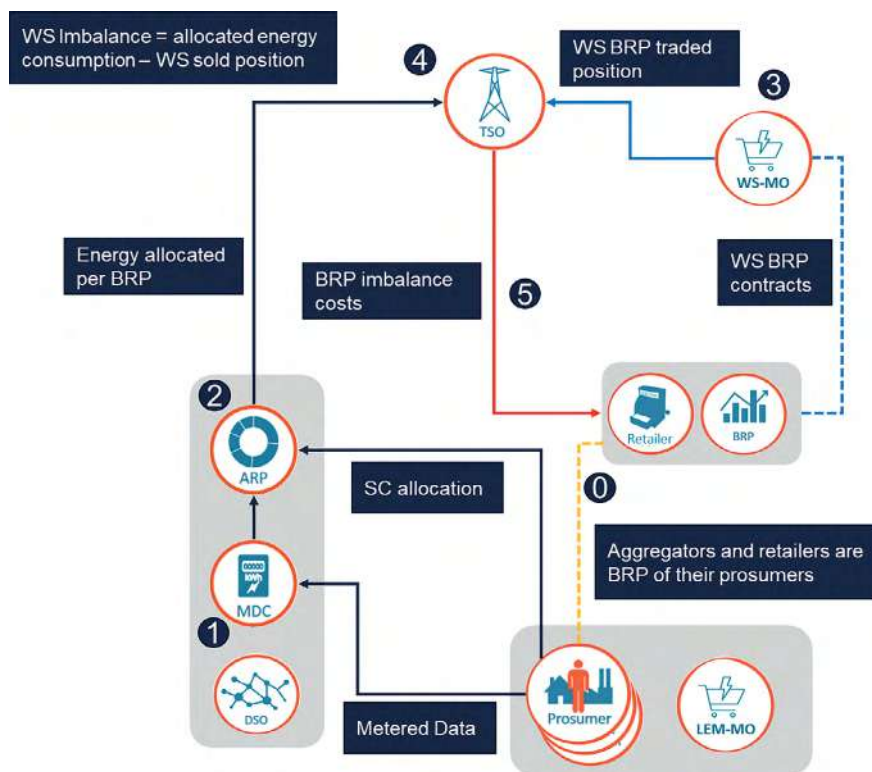 WS Imbalance = allocated energy
consumption – WS sold position
4
TSO
WS BRP traded
position
3
WS-MO
Energy allocated
per BRP
BRP imbalance
costs
5
WS BRP
contracts
2
ARP
SC allocation
Retailer
BRP
0
MDC
1
Aggregators and retailers are
BRP of their prosumers
DSO
Metered Data
Prosumer
LEM-MO